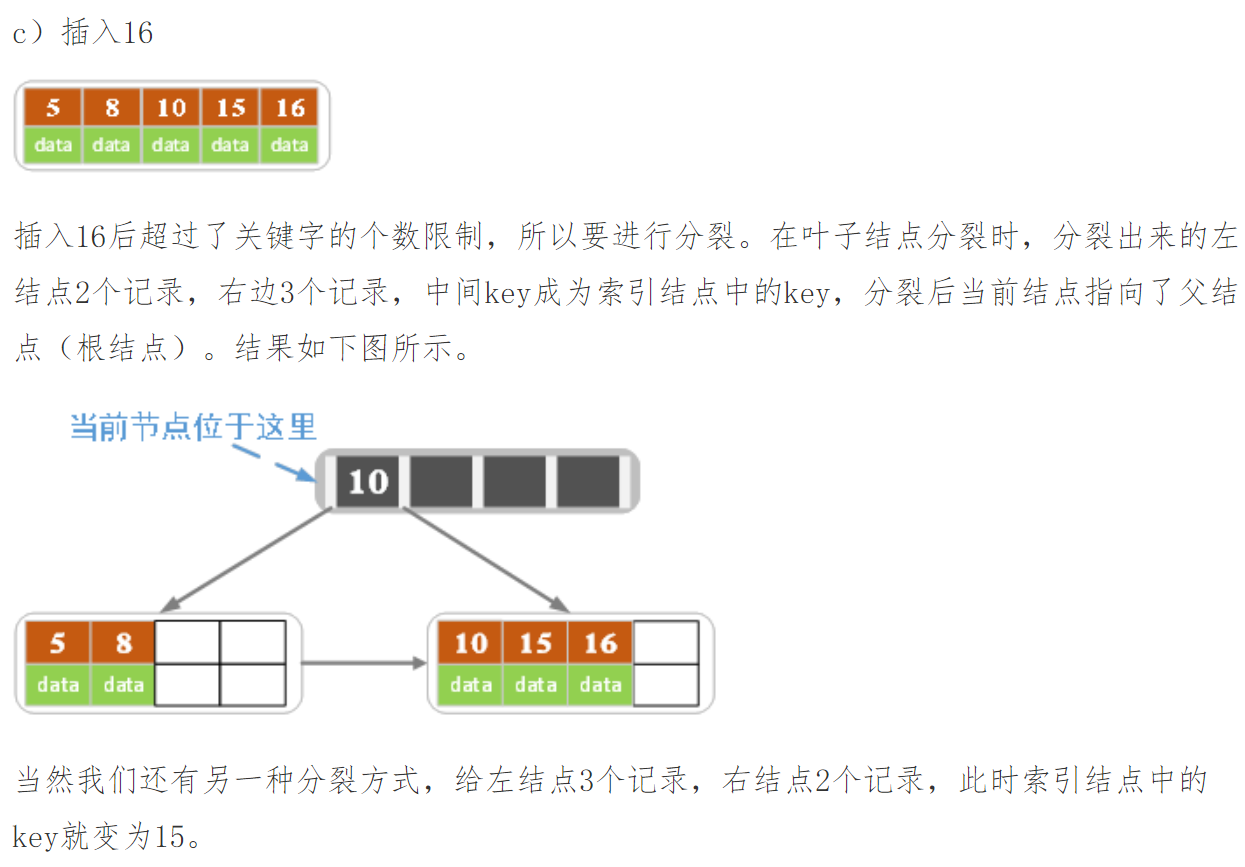 c）插入16
5 8 10 15 16
data data data data data
插入16后超过了关键字的个数限制，所以要进行分裂。在叶子结点分裂时，分裂出来的左
结点2个记录，右边3个记录，中间key成为索引结点中的key，分裂后当前结点指向了父结
点（根结点）。结果如下图所示。
当前节点位于这里
10
5 8
data data
10 15 16
data data data
当然我们还有另一种分裂方式，给左结点3个记录，右结点2个记录，此时索引结点中的
key就变为15。